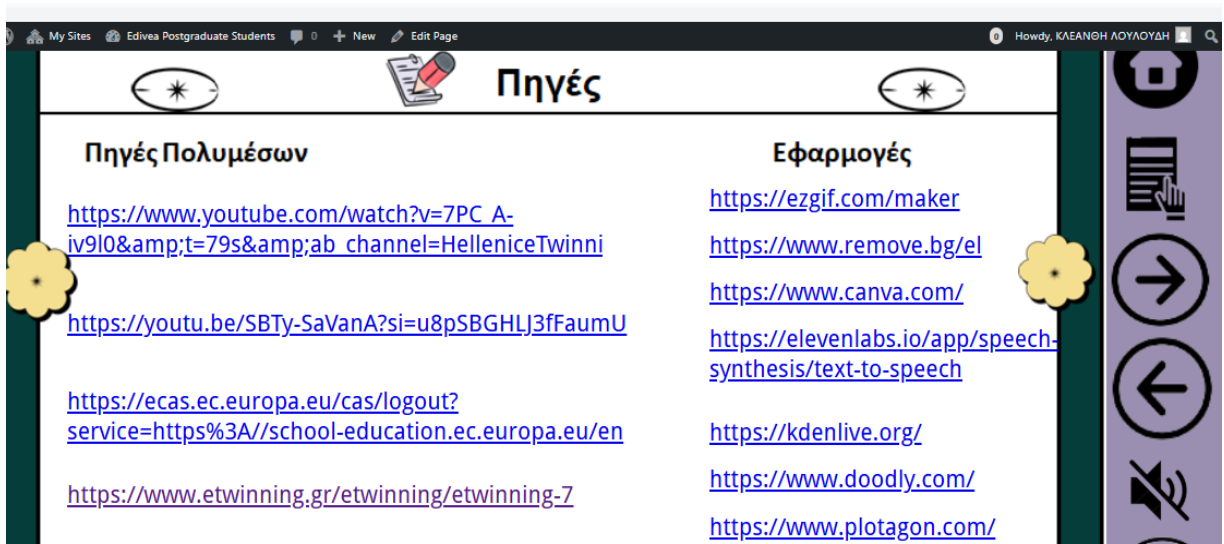 My Sites Edivea Postgraduate Students 0 New Edit Page 0 Howdy, ΚΛΕΑΝΘΗ ΛΟΥΛΟΥΔΗ
Πηγές
Πηγές Πολυμέσων
https://www.youtube.com/watch?v=7PC_A-
iv9l0&amp;t=79s&amp;ab_channel=HelleniceTwinni
https://youtu.be/SBTy-SaVanA?si=u8pSBGHLJ3fFaumU
https://ecas.ec.europa.eu/cas/logout?
service=https%3A//school-education.ec.europa.eu/en
https://www.etwinning.gr/etwinning/etwinning-7
Εφαρμογές
https://ezgif.com/maker
https://www.remove.bg/el
https://www.canva.com/
https://elevenlabs.io/app/speech-
synthesis/text-to-speech
https://kdenlive.org/
https://www.doodly.com/
https://www.plotagon.com/